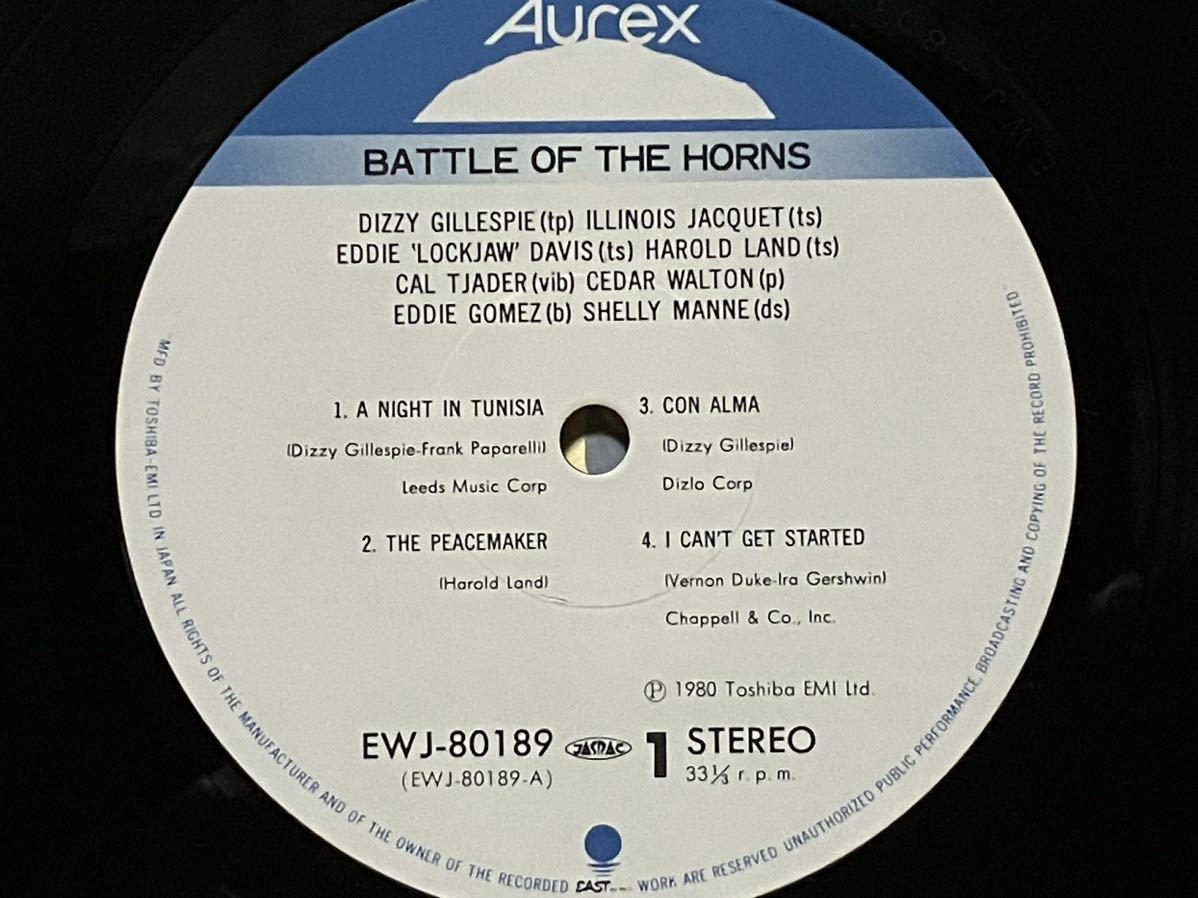 Aurex
BATTLE OF THE HORNS
DIZZY GILLESPIE(tp) ILLINOIS JACQUET(ts)
EDDIE 'LOCKJAW' DAVIS(ts) HAROLD LAND(ts)
CAL TJADER(vib) CEDAR WALTON(p)
EDDIE GOMEZ(b) SHELLY MANNE(ds)
1. A NIGHT IN TUNISIA
(Dizzy Gillespie-Frank Paparelli)
Leeds Music Corp
2. THE PEACEMAKER
(Harold Land)
3. CON ALMA
(Dizzy Gillespie)
Dizlo Corp
4. I CAN'T GET STARTED
(Vernon Duke-Ira Gershwin)
Chappell & Co., Inc.
℗ 1980 Toshiba EMI Ltd.
EWJ-80189 JASRAC 1 STEREO
(EWJ-80189-A) 33⅓ r. p. m.
"MFD BY TOSHIBA-EMI LTD IN JAPAN ALL RIGHTS OF THE MANUFACTURER AND OF THE OWNER OF THE RECORDED WORK ARE RESERVED UNAUTHORIZED PUBLIC PERFORMANCE, BROADCASTING AND COPYING OF THE RECORD PROHIBITED"
EAST